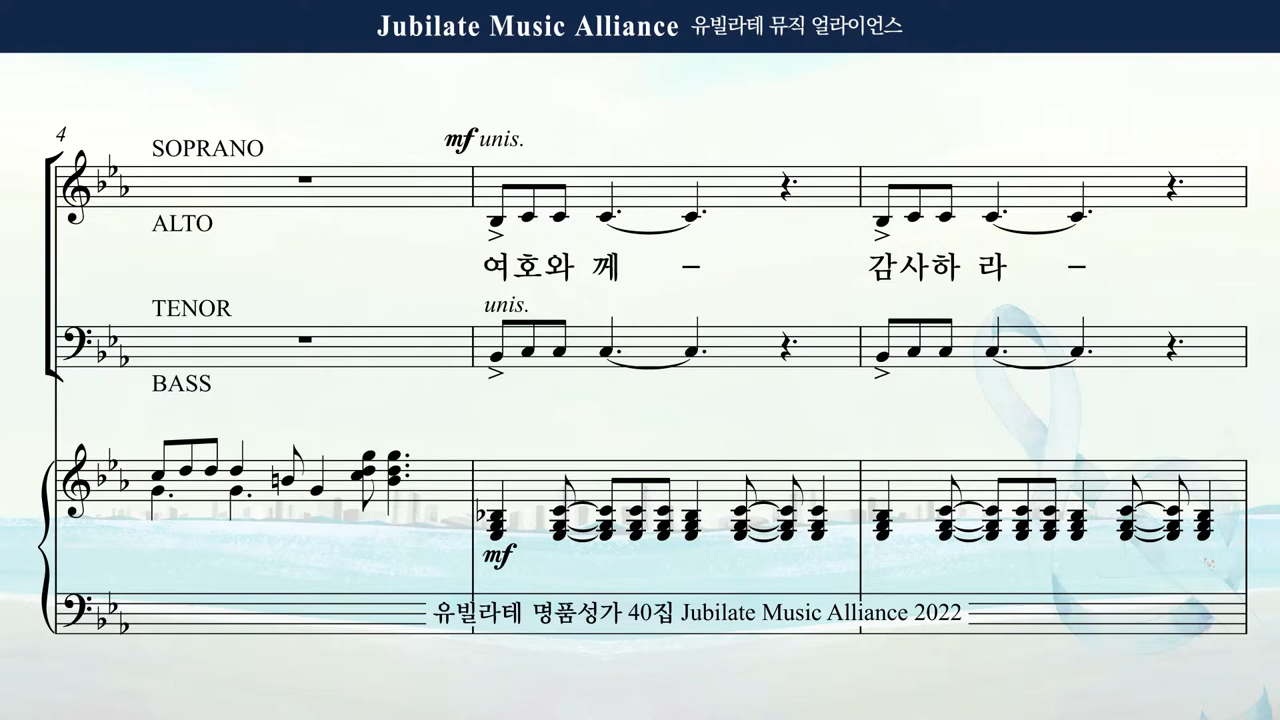 Jubilate Music Alliance 유빌라테 뮤직 얼라이언스
4
SOPRANO
mf unis.
ALTO
여호와 께 – 감사하 라 –
TENOR
unis.
BASS
mf
유빌라테 명품성가 40집 Jubilate Music Alliance 2022